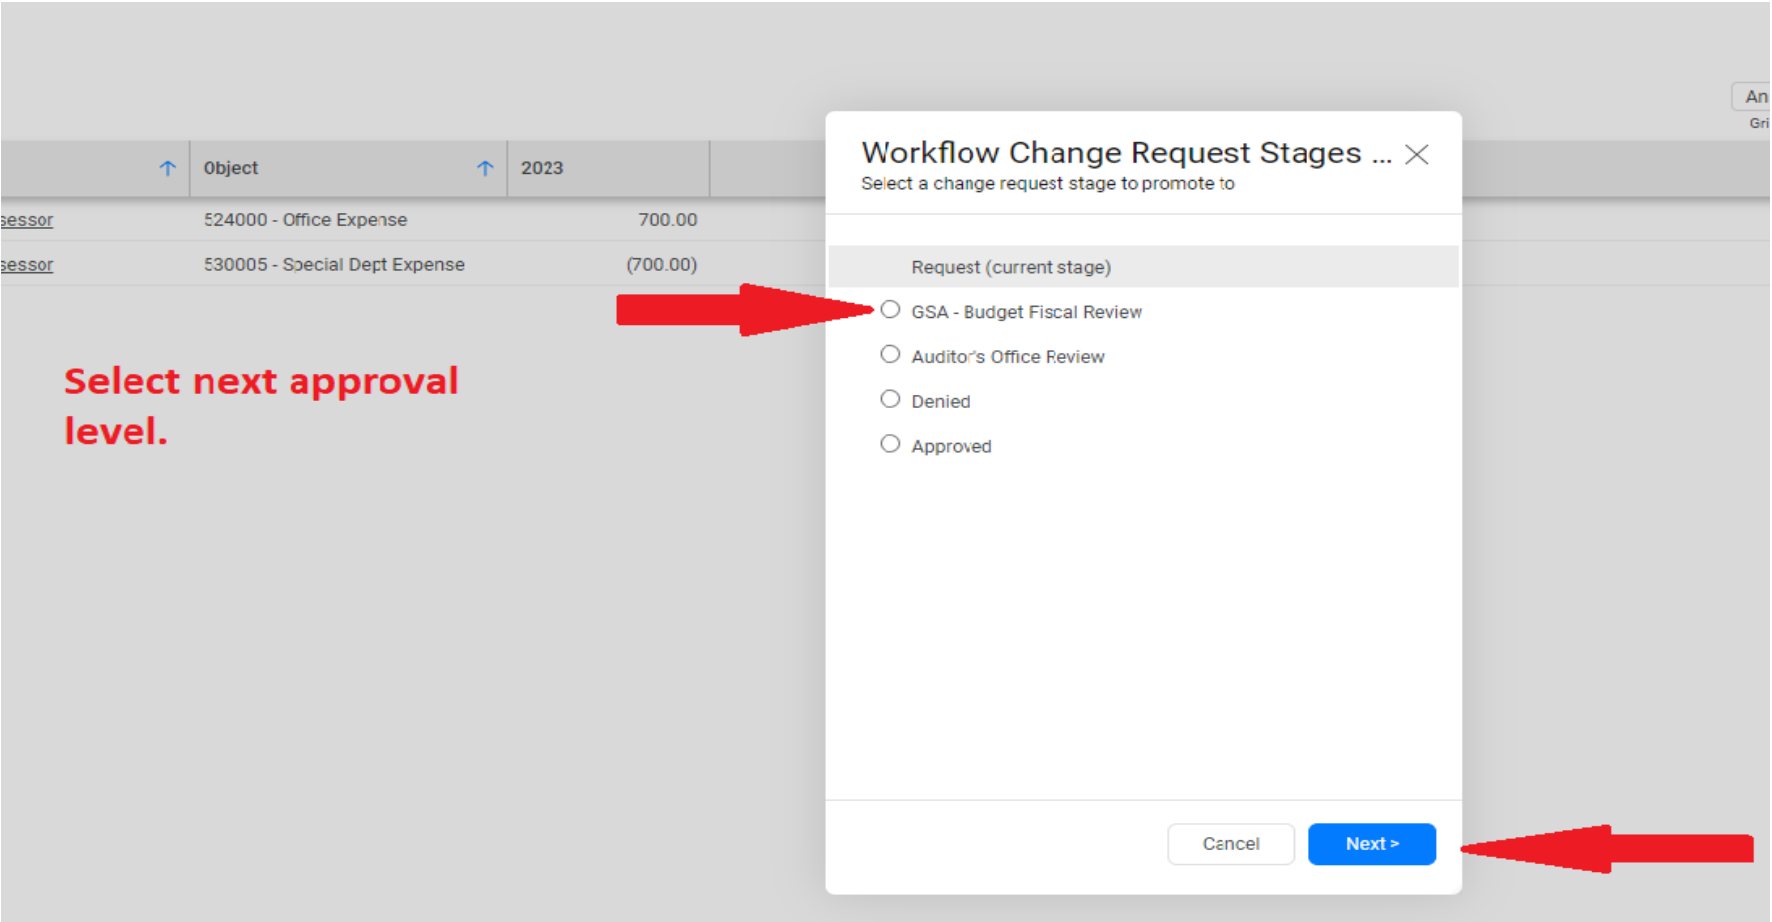 An
Gri
Object
2023
sessor
524000 - Office Expense
700.00
sessor
530005 - Special Dept Expense
(700.00)
Select next approval
level.
Workflow Change Request Stages ...
Select a change request stage to promote to
Request (current stage)
GSA - Budget Fiscal Review
Auditor's Office Review
Denied
Approved
Cancel
Next >